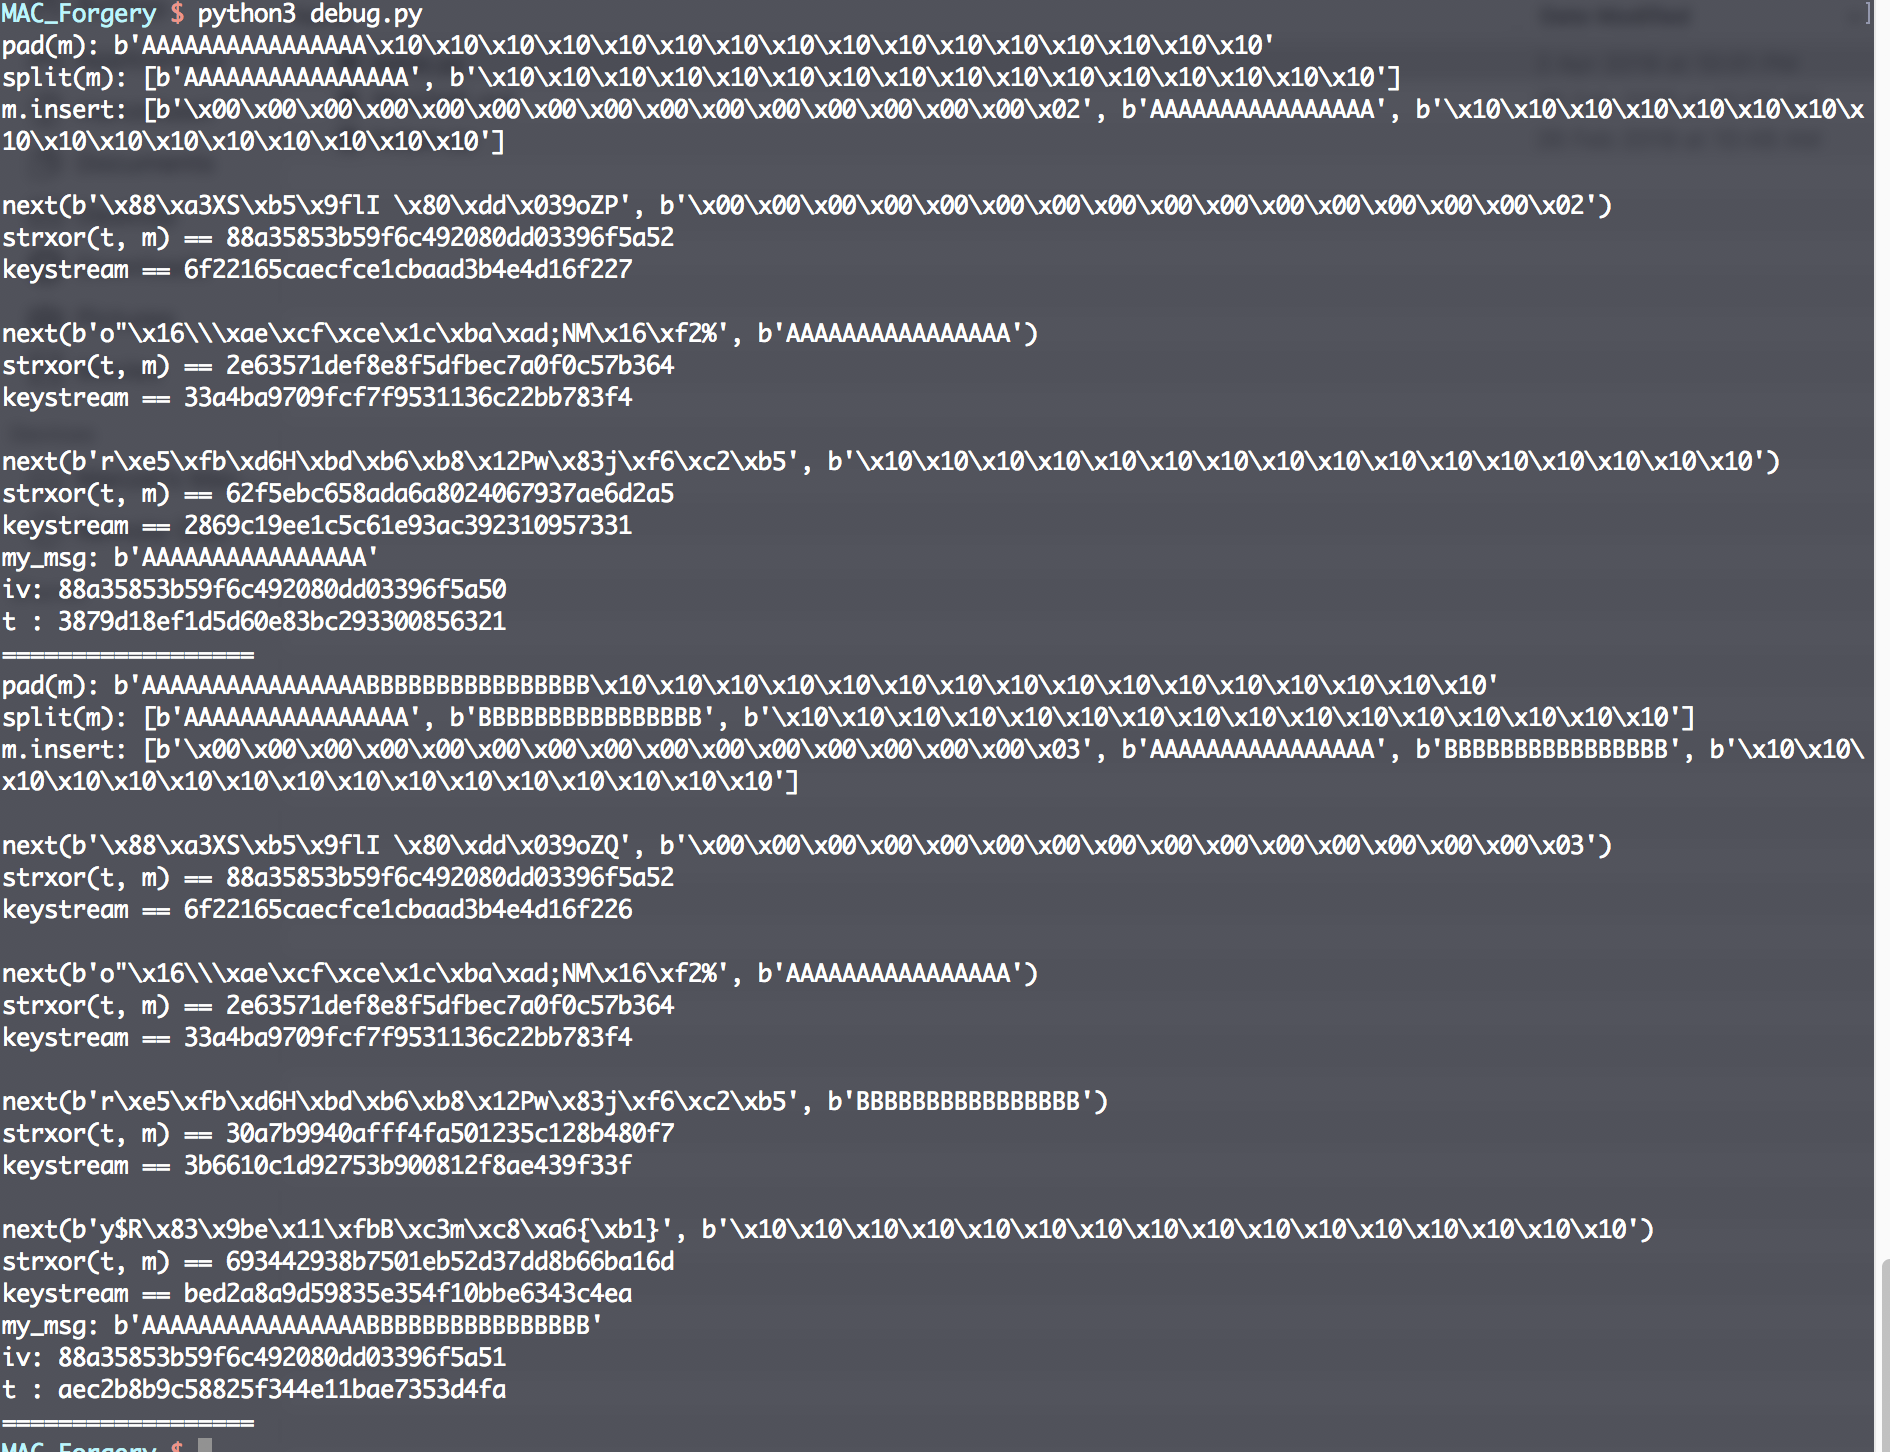 MAC_Forgery $ python3 debug.py
pad(m): b'AAAAAAAAAAAAAAAA\x10\x10\x10\x10\x10\x10\x10\x10\x10\x10\x10\x10\x10\x10\x10\x10'
split(m): [b'AAAAAAAAAAAAAAAA', b'\x10\x10\x10\x10\x10\x10\x10\x10\x10\x10\x10\x10\x10\x10\x10\x10']
m.insert: [b'\x00\x00\x00\x00\x00\x00\x00\x00\x00\x00\x00\x00\x00\x00\x00\x02', b'AAAAAAAAAAAAAAAA', b'\x10\x10\x10\x10\x10\x10\x10\x
10\x10\x10\x10\x10\x10\x10\x10\x10']
next(b'\x88\xa3XS\xb5\x9flI \x80\xdd\x039oZP', b'\x00\x00\x00\x00\x00\x00\x00\x00\x00\x00\x00\x00\x00\x00\x00\x02')
strxor(t, m) == 88a35853b59f6c492080dd03396f5a52
keystream == 6f22165caecfce1cbaad3b4e4d16f227
next(b'o"\x16\\\xae\xcf\xce\x1c\xba\xad;NM\x16\xf2%', b'AAAAAAAAAAAAAAAA')
strxor(t, m) == 2e63571def8e8f5dfbec7a0f0c57b364
keystream == 33a4ba9709fcf7f9531136c22bb783f4
next(b'r\xe5\xfb\xd6H\xbd\xb6\xb8\x12Pw\x83j\xf6\xc2\xb5', b'\x10\x10\x10\x10\x10\x10\x10\x10\x10\x10\x10\x10\x10\x10\x10\x10')
strxor(t, m) == 62f5ebc658ada6a8024067937ae6d2a5
keystream == 2869c19ee1c5c61e93ac392310957331
my_msg: b'AAAAAAAAAAAAAAAA'
iv: 88a35853b59f6c492080dd03396f5a50
t : 3879d18ef1d5d60e83bc293300856321
==================
pad(m): b'AAAAAAAAAAAAAAAABBBBBBBBBBBBBBBB\x10\x10\x10\x10\x10\x10\x10\x10\x10\x10\x10\x10\x10\x10\x10\x10'
split(m): [b'AAAAAAAAAAAAAAAA', b'BBBBBBBBBBBBBBBB', b'\x10\x10\x10\x10\x10\x10\x10\x10\x10\x10\x10\x10\x10\x10\x10\x10']
m.insert: [b'\x00\x00\x00\x00\x00\x00\x00\x00\x00\x00\x00\x00\x00\x00\x00\x03', b'AAAAAAAAAAAAAAAA', b'BBBBBBBBBBBBBBBB', b'\x10\x10\
x10\x10\x10\x10\x10\x10\x10\x10\x10\x10\x10\x10\x10\x10']
next(b'\x88\xa3XS\xb5\x9flI \x80\xdd\x039oZQ', b'\x00\x00\x00\x00\x00\x00\x00\x00\x00\x00\x00\x00\x00\x00\x00\x03')
strxor(t, m) == 88a35853b59f6c492080dd03396f5a52
keystream == 6f22165caecfce1cbaad3b4e4d16f226
next(b'o"\x16\\\xae\xcf\xce\x1c\xba\xad;NM\x16\xf2%', b'AAAAAAAAAAAAAAAA')
strxor(t, m) == 2e63571def8e8f5dfbec7a0f0c57b364
keystream == 33a4ba9709fcf7f9531136c22bb783f4
next(b'r\xe5\xfb\xd6H\xbd\xb6\xb8\x12Pw\x83j\xf6\xc2\xb5', b'BBBBBBBBBBBBBBBB')
strxor(t, m) == 30a7b9940afff4fa501235c128b480f7
keystream == 3b6610c1d92753b900812f8ae439f33f
next(b'y$R\x83\x9be\x11\xfbB\xc3m\xc8\xa6{\xb1}', b'\x10\x10\x10\x10\x10\x10\x10\x10\x10\x10\x10\x10\x10\x10\x10\x10')
strxor(t, m) == 693442938b7501eb52d37dd8b66ba16d
keystream == bed2a8a9d59835e354f10bbe6343c4ea
my_msg: b'AAAAAAAAAAAAAAAABBBBBBBBBBBBBBBB'
iv: 88a35853b59f6c492080dd03396f5a51
t : aec2b8b9c58825f344e11bae7353d4fa
==================
MAC_Forgery $